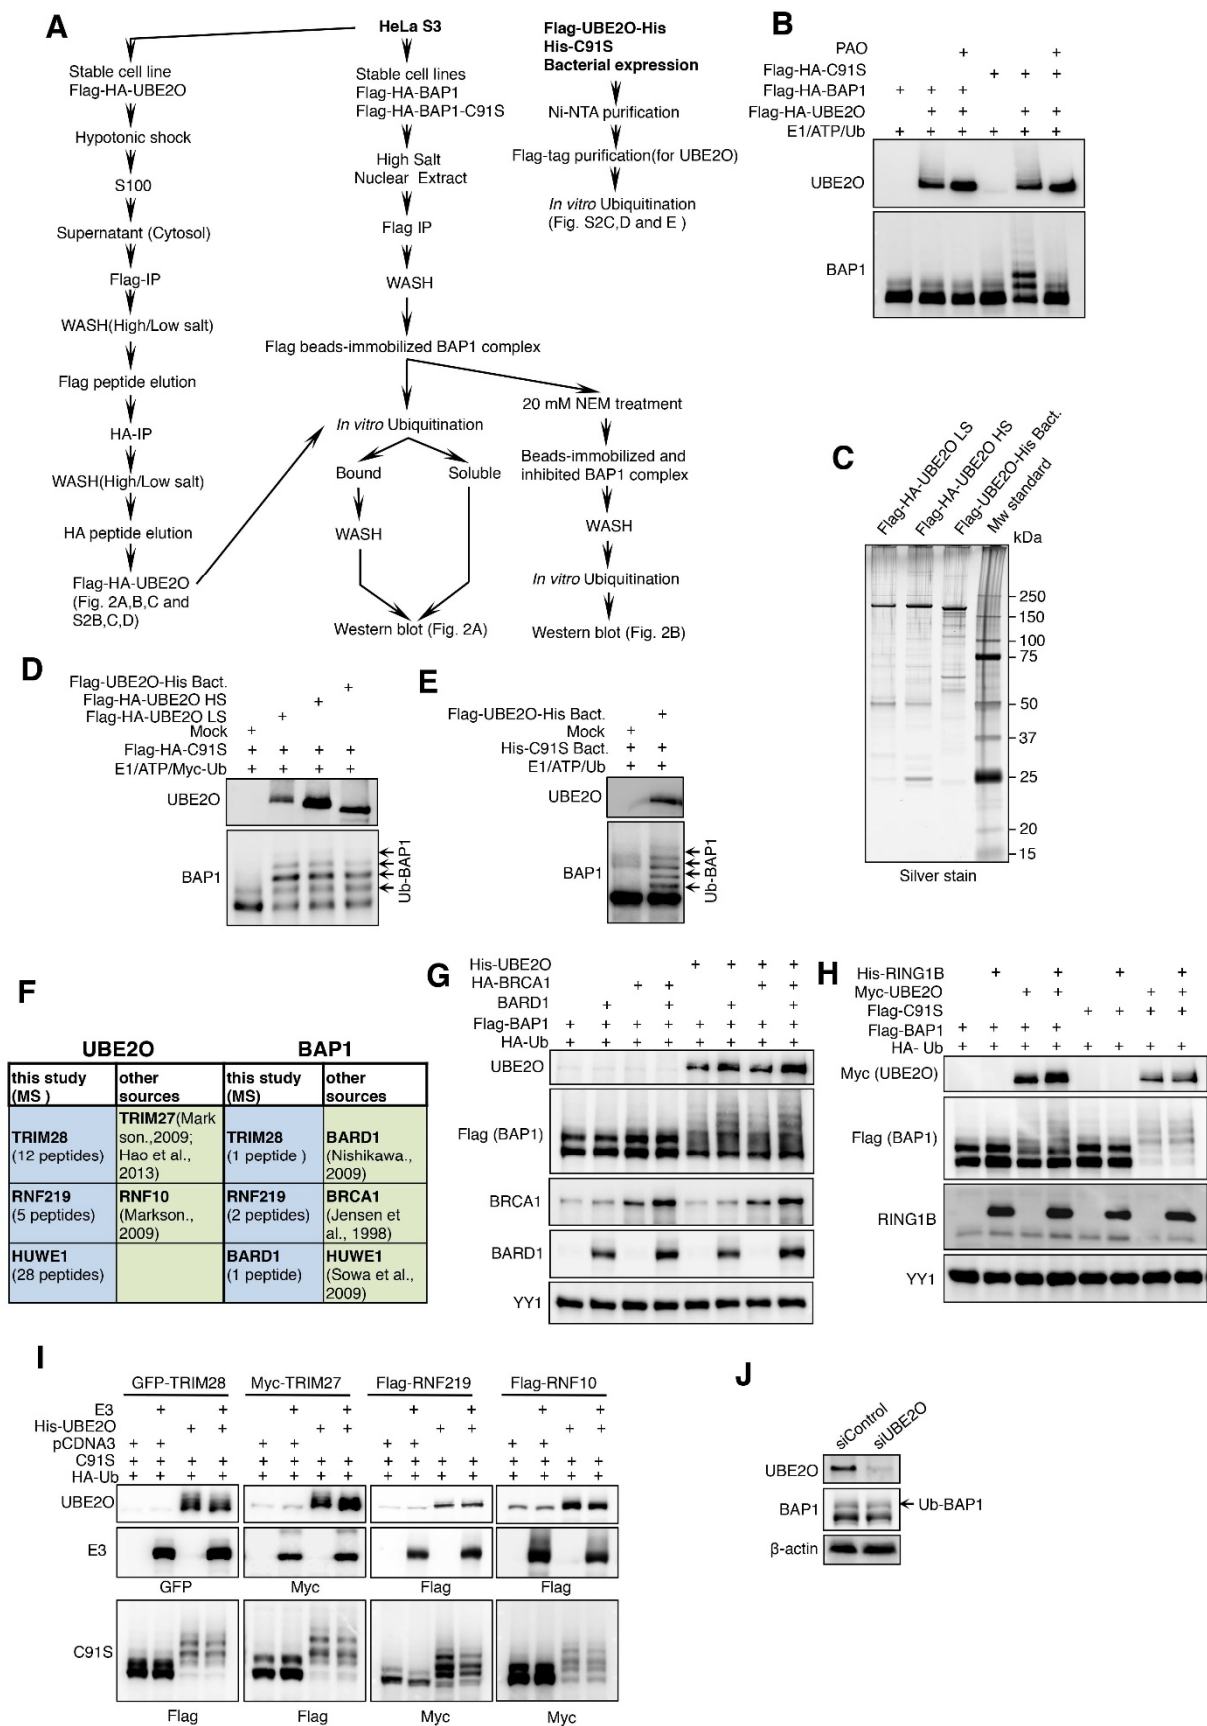 A
HeLa S3
Stable cell line
Flag-HA-UBE2O
Hypotonic shock
S100
Supernatant (Cytosol)
Flag-IP
WASH(High/Low salt)
Flag peptide elution
HA-IP
WASH(High/Low salt)
HA peptide elution
Flag-HA-UBE2O
(Fig. 2A,B,C and
S2B,C,D)
Stable cell lines
Flag-HA-BAP1
Flag-HA-BAP1-C91S
High Salt
Nuclear Extract
Flag IP
WASH
Flag beads-immobilized BAP1 complex
In vitro Ubiquitination
Bound
Soluble
WASH
Western blot (Fig. 2A)
20 mM NEM treatment
Beads-immobilized and
inhibited BAP1 complex
WASH
In vitro Ubiquitination
Western blot (Fig. 2B)
Flag-UBE2O-His
His-C91S
Bacterial expression
Ni-NTA purification
Flag-tag purification(for UBE2O)
In vitro Ubiquitination
(Fig. S2C,D and E )
B
PAO + +
Flag-HA-C91S + + +
Flag-HA-BAP1 + + +
Flag-HA-UBE2O + + + +
E1/ATP/Ub + + + + + +
UBE2O
BAP1
C
Flag-HA-UBE2O LS
Flag-HA-UBE2O HS
Flag-UBE2O-His Bact.
Mw standard
kDa
250
150
100
75
50
37
25
20
15
Silver stain
D
Flag-UBE2O-His Bact. +
Flag-HA-UBE2O HS +
Flag-HA-UBE2O LS +
Mock +
Flag-HA-C91S + + + +
E1/ATP/Myc-Ub + + + +
UBE2O
BAP1
Ub-BAP1
E
Flag-UBE2O-His Bact. +
Mock +
His-C91S Bact. + +
E1/ATP/Ub + +
UBE2O
BAP1
Ub-BAP1
F
UBE2O BAP1
this study (MS )
other sources
this study (MS)
other sources
TRIM28
(12 peptides)
TRIM27(Mark
son.,2009;
Hao et al.,
2013)
TRIM28
(1 peptide )
BARD1
(Nishikawa.,
2009)
RNF219
(5 peptides)
RNF10
(Markson.,
2009)
RNF219
(2 peptides)
BRCA1
(Jensen et
al., 1998)
HUWE1
(28 peptides)
BARD1
(1 peptide)
HUWE1
(Sowa et al.,
2009)
G
His-UBE2O + + + +
HA-BRCA1 + + + +
BARD1 + + + +
Flag-BAP1 + + + + + + + +
HA-Ub + + + + + + + +
UBE2O
Flag (BAP1)
BRCA1
BARD1
YY1
H
His-RING1B + + + +
Myc-UBE2O + + + +
Flag-C91S + + + +
Flag-BAP1 + + + +
HA- Ub + + + + + + + +
Myc (UBE2O)
Flag (BAP1)
RING1B
YY1
I
GFP-TRIM28 Myc-TRIM27 Flag-RNF219 Flag-RNF10
E3 + + + + + + + +
His-UBE2O + + + + + + + +
pCDNA3 + + + + + + + +
C91S + + + + + + + + + + + + + + + +
HA-Ub + + + + + + + + + + + + + + + +
UBE2O
E3
GFP Myc Flag Flag
C91S
Flag Flag Myc Myc
J
siControl
siUBE2O
UBE2O
BAP1
Ub-BAP1
β-actin